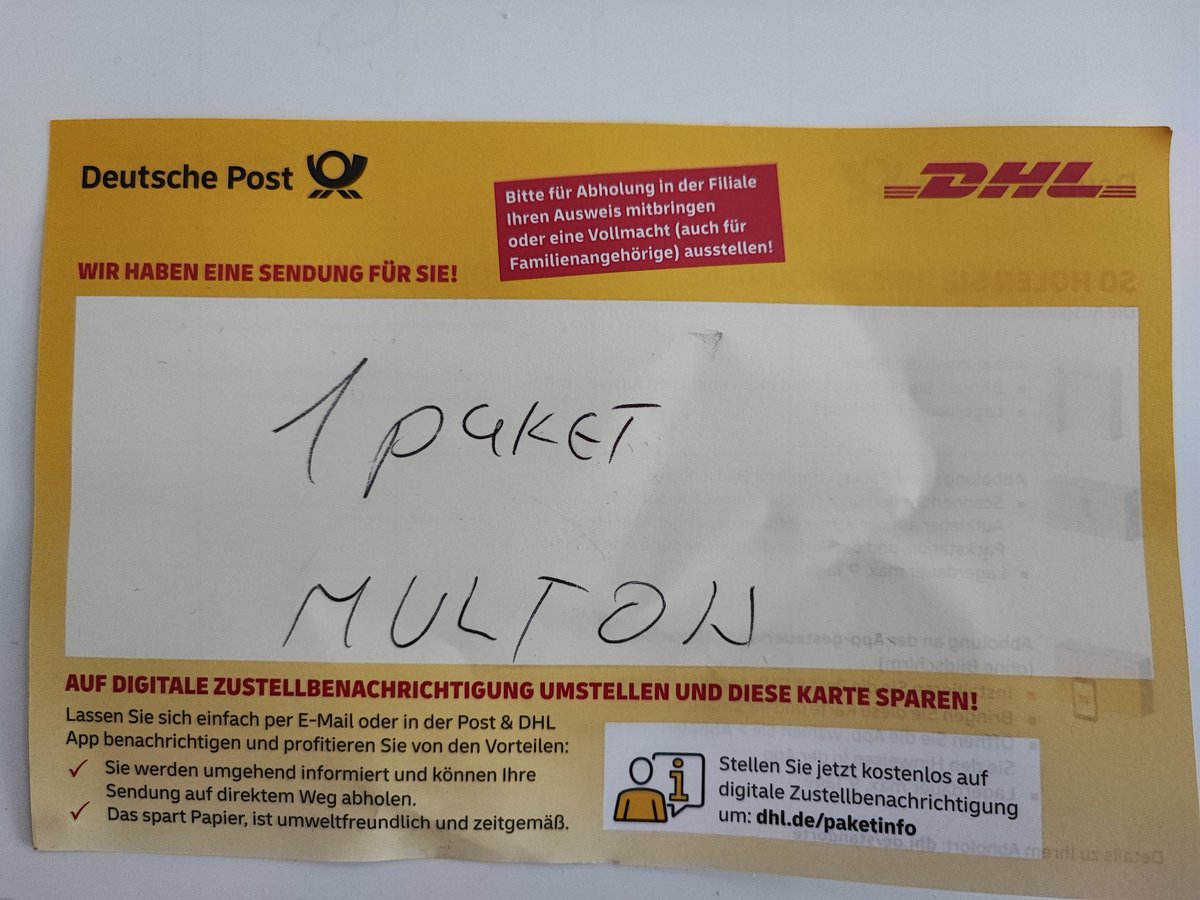 Deutsche Post
DHL
Bitte für Abholung in der Filiale
Ihren Ausweis mitbringen
oder eine Vollmacht (auch für
Familienangehörige) ausstellen!
WIR HABEN EINE SENDUNG FÜR SIE!
1 paKET
MULTON
AUF DIGITALE ZUSTELLBENACHRICHTIGUNG UMSTELLEN UND DIESE KARTE SPAREN!
Lassen Sie sich einfach per E-Mail oder in der Post & DHL
App benachrichtigen und profitieren Sie von den Vorteilen:
Sie werden umgehend informiert und können Ihre
Sendung auf direktem Weg abholen.
Das spart Papier, ist umweltfreundlich und zeitgemäß.
Stellen Sie jetzt kostenlos auf
digitale Zustellbenachrichtigung
um: dhl.de/paketinfo